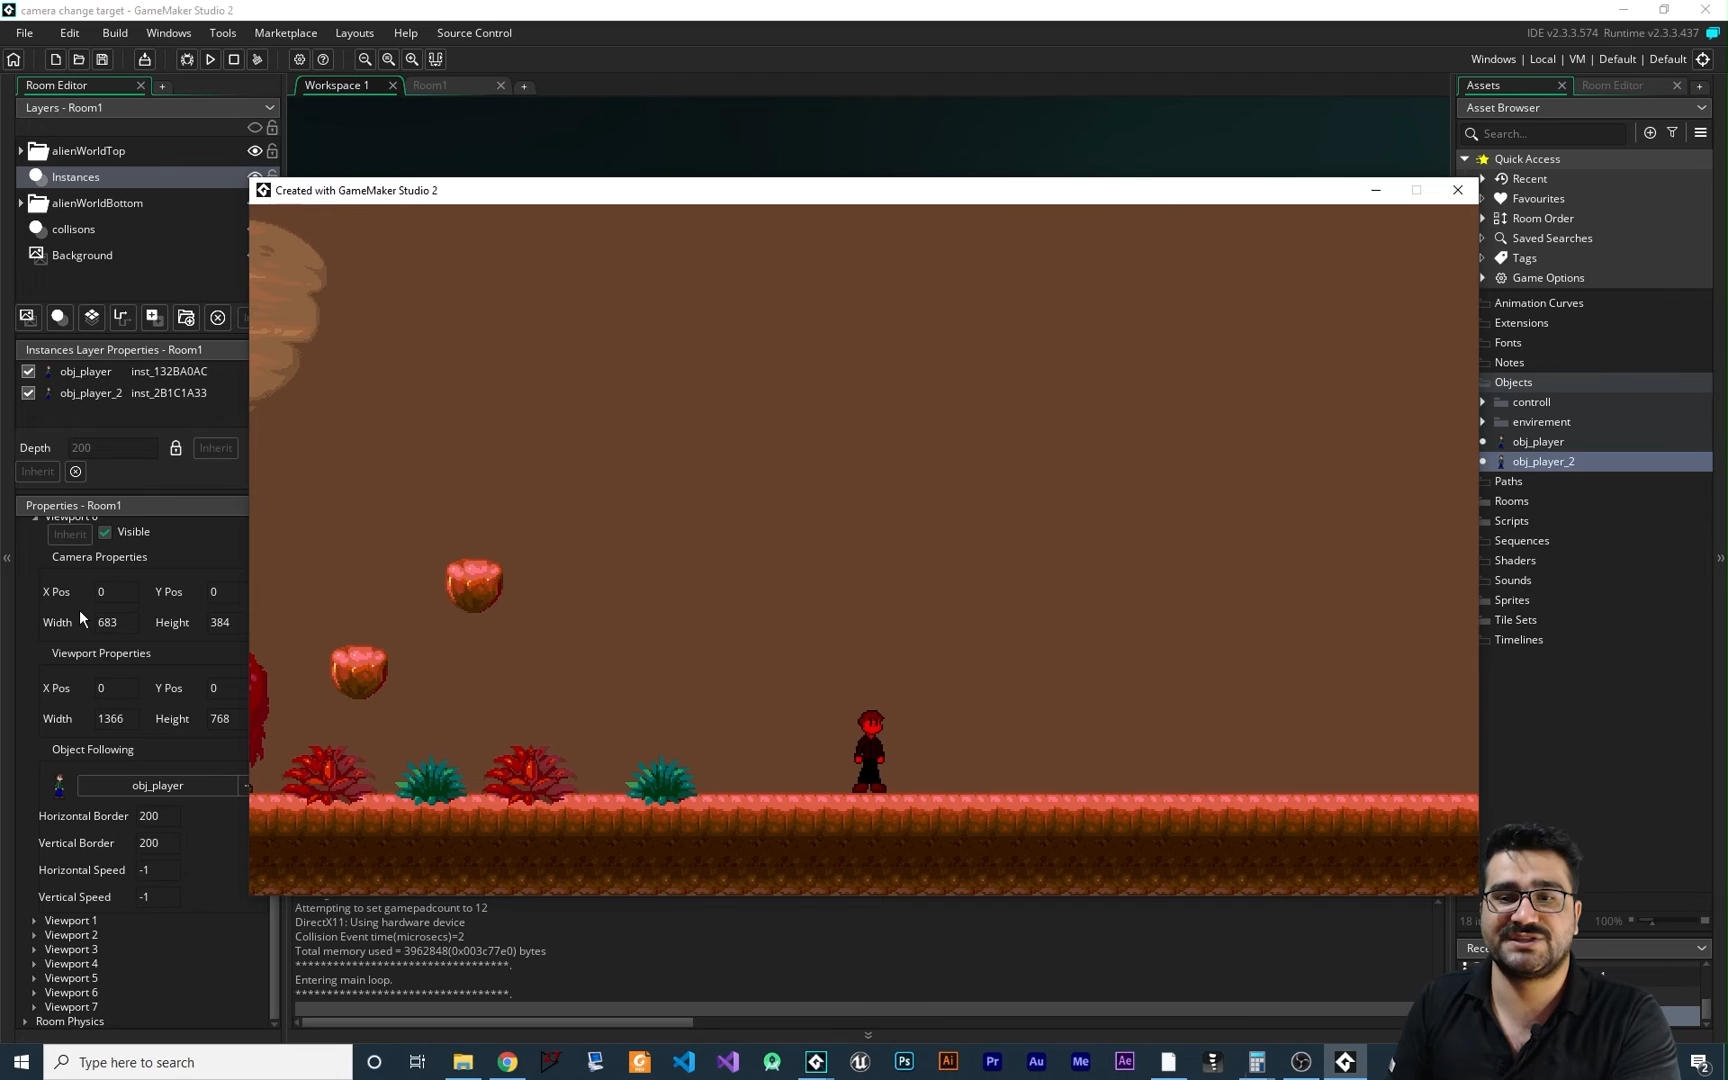 camera change target - GameMaker Studio 2
File Edit Build Windows Tools Marketplace Layouts Help Source Control
IDE v2.3.3.574 Runtime v2.3.3.437
Windows | Local | VM | Default | Default
Room Editor
Workspace 1
Room1
Assets
Room Editor
Layers - Room1
Asset Browser
Search...
alienWorldTop
Instances
alienWorldBottom
collisons
Background
Instances Layer Properties - Room1
obj_player inst_132BA0AC
obj_player_2 inst_2B1C1A33
Depth 200 Inherit
Inherit
Properties - Room1
Viewport 0
Inherit Visible
Camera Properties
X Pos 0 Y Pos 0
Width 683 Height 384
Viewport Properties
X Pos 0 Y Pos 0
Width 1366 Height 768
Object Following
obj_player
Horizontal Border 200
Vertical Border 200
Horizontal Speed -1
Vertical Speed -1
Viewport 1
Viewport 2
Viewport 3
Viewport 4
Viewport 5
Viewport 6
Viewport 7
Room Physics
Created with GameMaker Studio 2
Attempting to set gamepadcount to 12
DirectX11: Using hardware device
Collision Event time(microsecs)=2
Total memory used = 3962848(0x003c77e0) bytes
**********************************.
Entering main loop.
**********************************.
Quick Access
Recent
Favourites
Room Order
Saved Searches
Tags
Game Options
Animation Curves
Extensions
Fonts
Notes
Objects
controll
envirement
obj_player
obj_player_2
Paths
Rooms
Scripts
Sequences
Shaders
Sounds
Sprites
Tile Sets
Timelines
100%
Type here to search
Ps
Ai
Pr
Au
Me
Ae
2